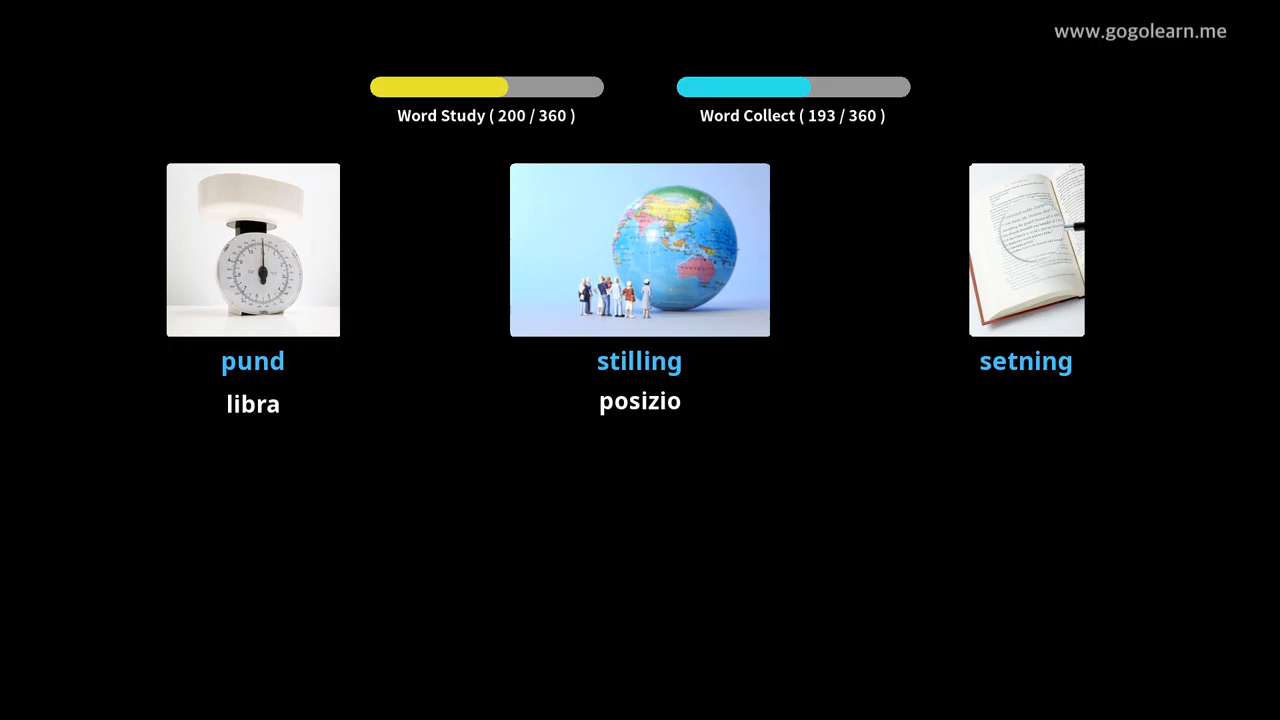 www.gogolearn.me
Word Study ( 200 / 360 )
Word Collect ( 193 / 360 )
pund
stilling
setning
libra
posizio